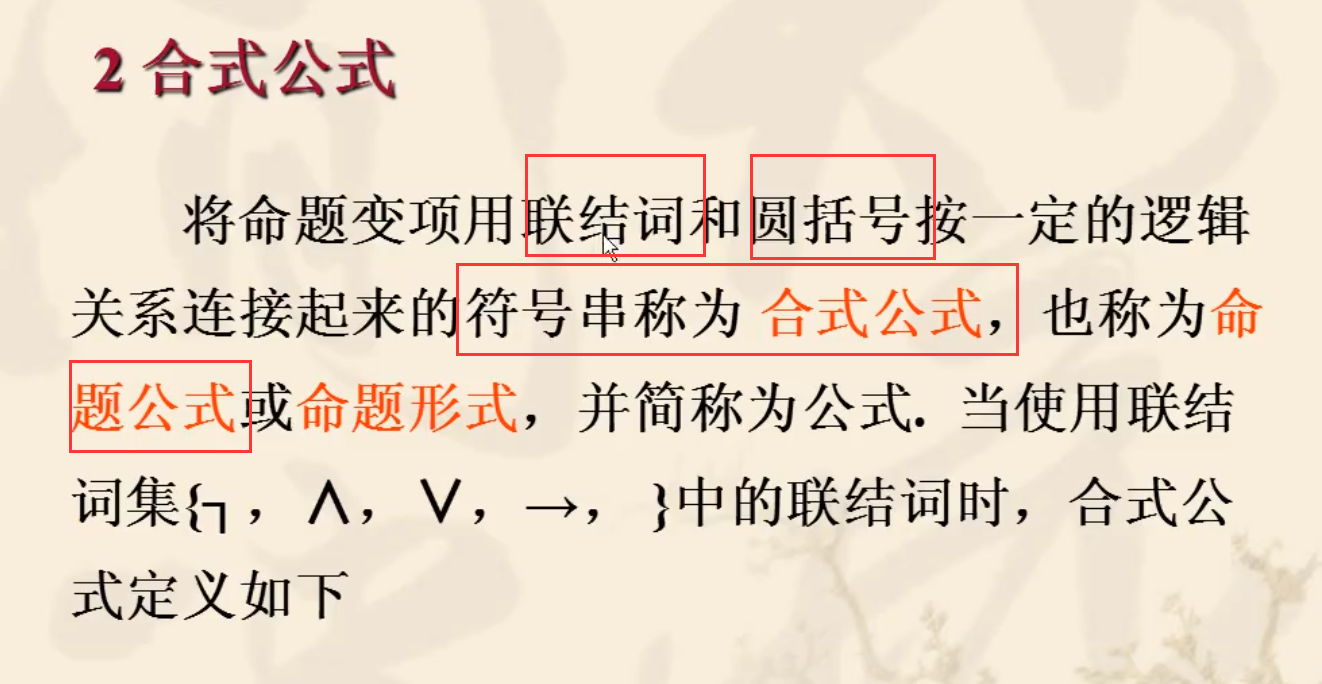 2 合式公式
将命题变项用联结词和圆括号按一定的逻辑
关系连接起来的符号串称为 合式公式，也称为命
题公式或命题形式，并简称为公式. 当使用联结
词集{┐，∧，∨，→， }中的联结词时，合式公
式定义如下